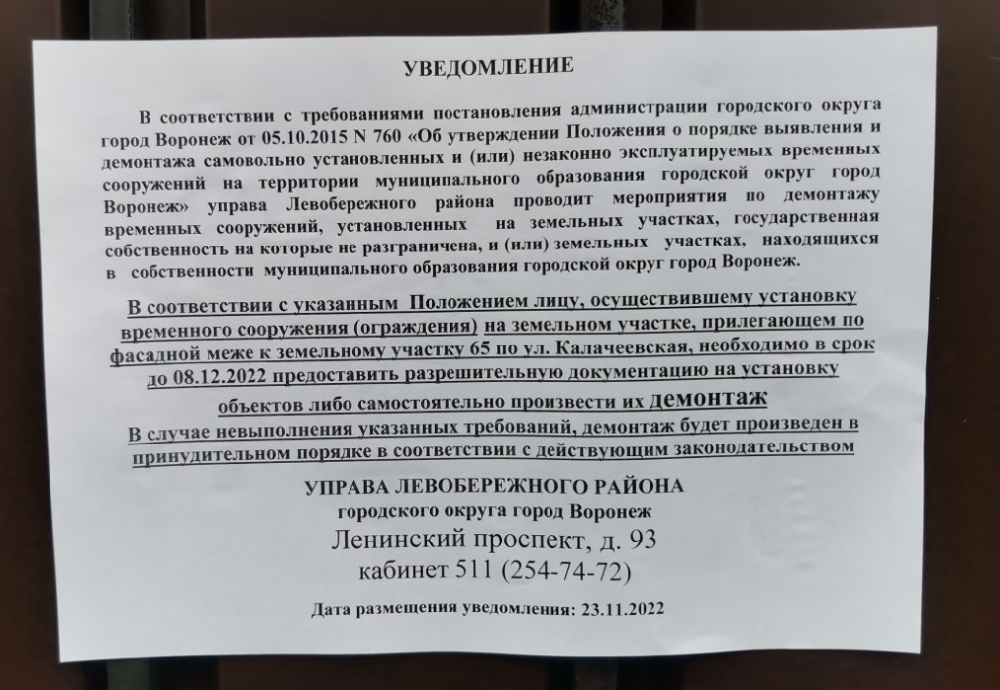 УВЕДОМЛЕНИЕ
В соответствии с требованиями постановления администрации городского округа
город Воронеж от 05.10.2015 N 760 «Об утверждении Положения о порядке выявления и
демонтажа самовольно установленных и (или) незаконно эксплуатируемых временных
сооружений на территории муниципального образования городской округ город
Воронеж» управа Левобережного района проводит мероприятия по демонтажу
временных сооружений, установленных на земельных участках, государственная
собственность на которые не разграничена, и (или) земельных участках, находящихся
в собственности муниципального образования городской округ город Воронеж.
В соответствии с указанным Положением лицу, осуществившему установку
временного сооружения (ограждения) на земельном участке, прилегающем по
фасадной меже к земельному участку 65 по ул. Калачеевская, необходимо в срок
до 08.12.2022 предоставить разрешительную документацию на установку
объектов либо самостоятельно произвести их демонтаж
В случае невыполнения указанных требований, демонтаж будет произведен в
принудительном порядке в соответствии с действующим законодательством
УПРАВА ЛЕВОБЕРЕЖНОГО РАЙОНА
городского округа город Воронеж
Ленинский проспект, д. 93
кабинет 511 (254-74-72)
Дата размещения уведомления: 23.11.2022